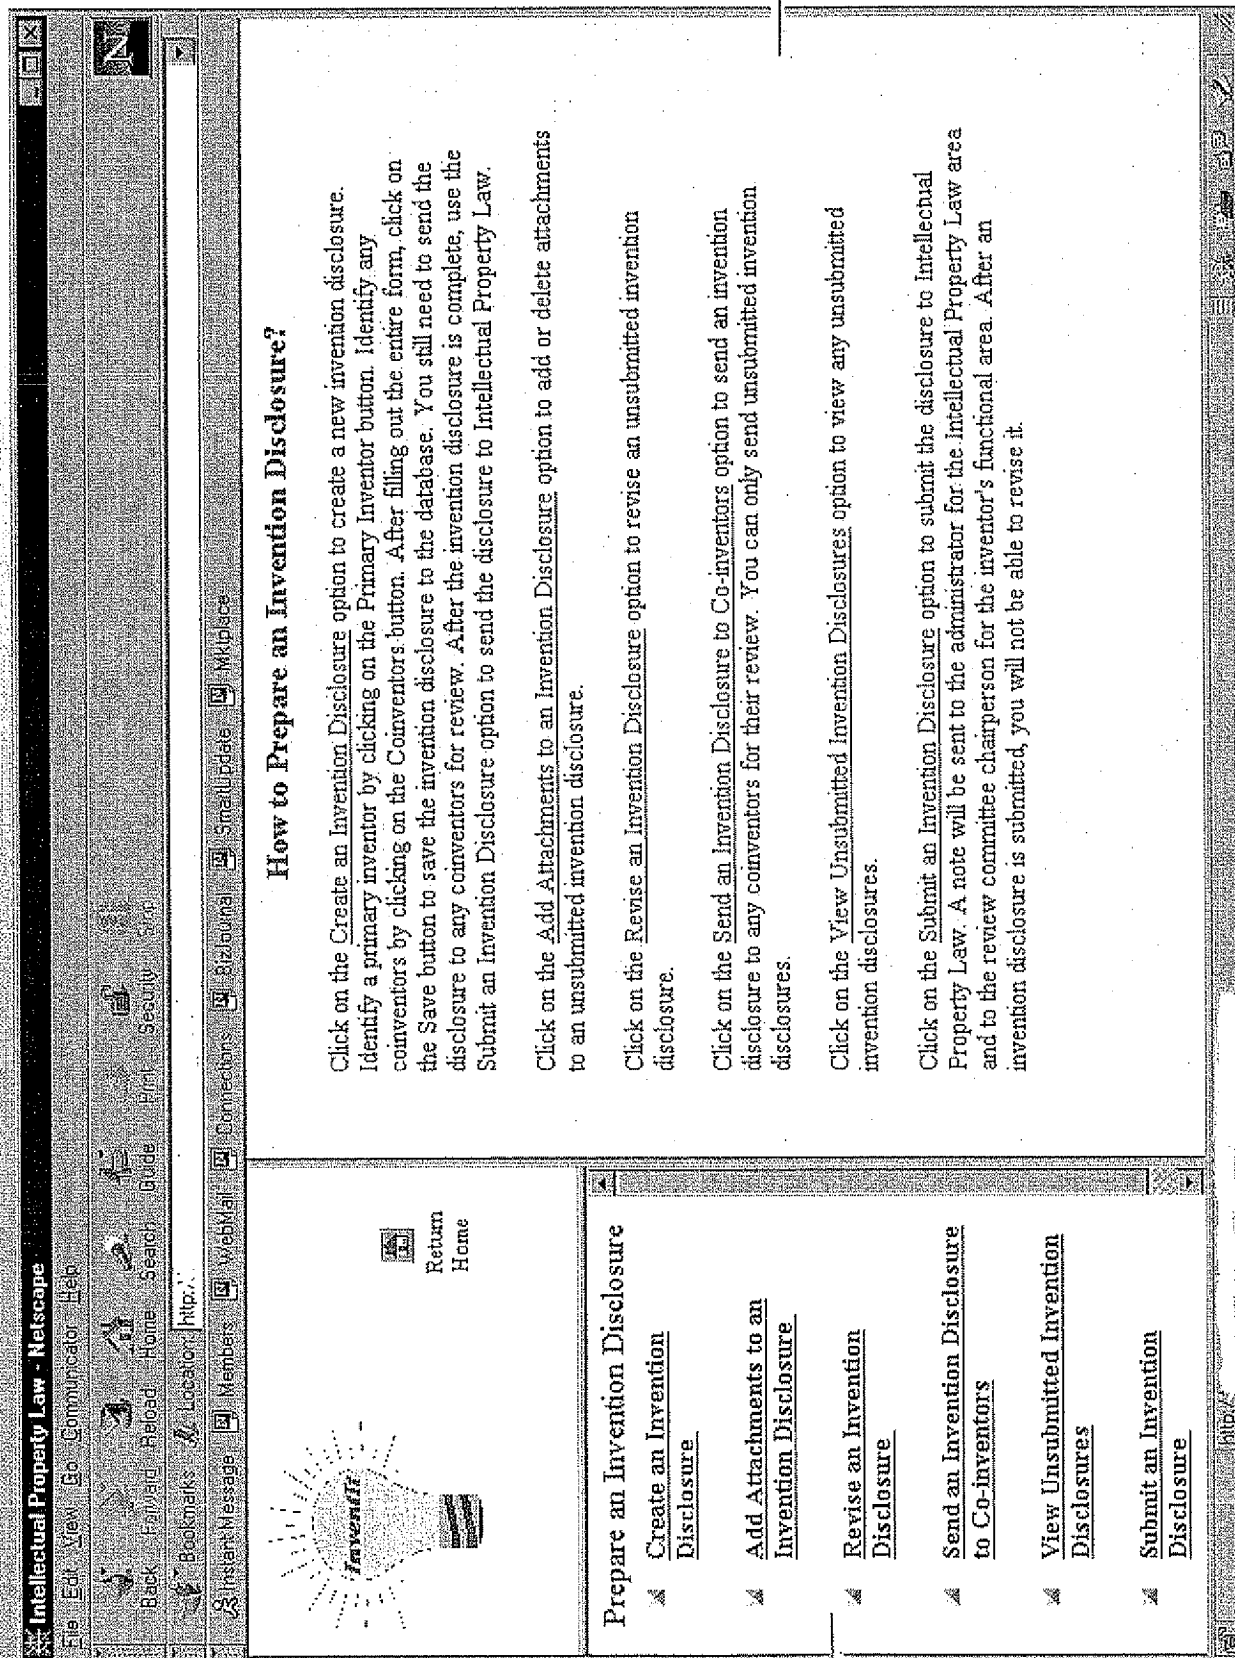 Intellectual Property Law - Netscape
File Edit View Go Communicator Help
Back Forward Reload Home Search Guide Print Security Stop
Bookmarks Location: http://
Instant Message Members WebMail Connections BizJournal SmartUpdate Mktplace
InventIt
Return
Home
Prepare an Invention Disclosure
Create an Invention
Disclosure
Add Attachments to an
Invention Disclosure
Revise an Invention
Disclosure
Send an Invention Disclosure
to Co-inventors
View Unsubmitted Invention
Disclosures
Submit an Invention
Disclosure
How to Prepare an Invention Disclosure?
Click on the Create an Invention Disclosure option to create a new invention disclosure.
Identify a primary inventor by clicking on the Primary Inventor button. Identify any
coinventors by clicking on the Coinventors button. After filling out the entire form, click on
the Save button to save the invention disclosure to the database. You still need to send the
disclosure to any coinventors for review. After the invention disclosure is complete, use the
Submit an Invention Disclosure option to send the disclosure to Intellectual Property Law.
Click on the Add Attachments to an Invention Disclosure option to add or delete attachments
to an unsubmitted invention disclosure.
Click on the Revise an Invention Disclosure option to revise an unsubmitted invention
disclosure.
Click on the Send an Invention Disclosure to Co-inventors option to send an invention
disclosure to any coinventors for their review. You can only send unsubmitted invention
disclosures.
Click on the View Unsubmitted Invention Disclosures option to view any unsubmitted
invention disclosures.
Click on the Submit an Invention Disclosure option to submit the disclosure to Intellectual
Property Law. A note will be sent to the administrator for the Intellectual Property Law area
and to the review committee chairperson for the inventor's functional area. After an
invention disclosure is submitted, you will not be able to revise it.
http://